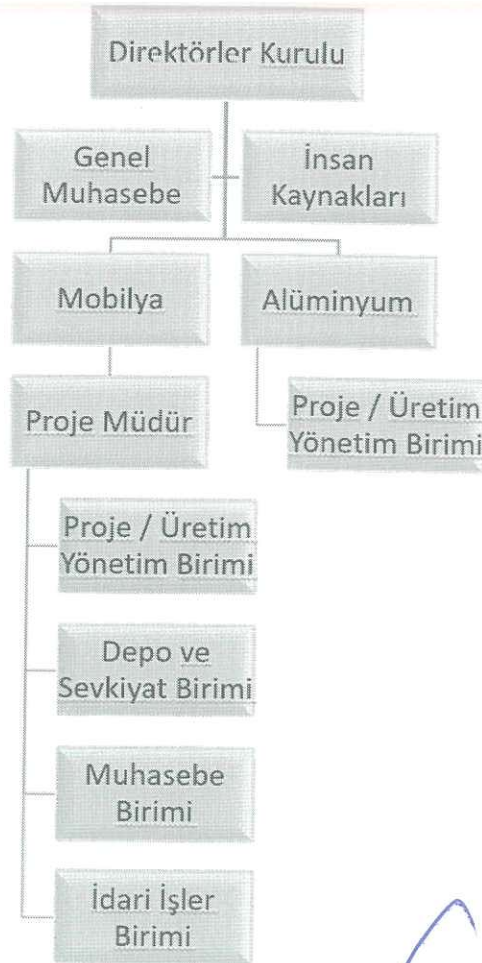 Direktörler Kurulu
Genel
Muhasebe
İnsan
Kaynakları
Mobilya
Alüminyum
Proje Müdür
Proje / Üretim
Yönetim Birimi
Proje / Üretim
Yönetim Birimi
Depo ve
Sevkiyat Birimi
Muhasebe
Birimi
İdari İşler
Birimi